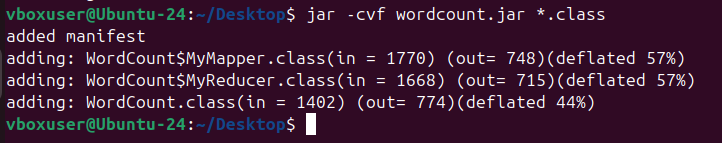 vboxuser@Ubuntu-24:~/Desktop$ jar -cvf wordcount.jar *.class
added manifest
adding: WordCount$MyMapper.class(in = 1770) (out= 748)(deflated 57%)
adding: WordCount$MyReducer.class(in = 1668) (out= 715)(deflated 57%)
adding: WordCount.class(in = 1402) (out= 774)(deflated 44%)
vboxuser@Ubuntu-24:~/Desktop$